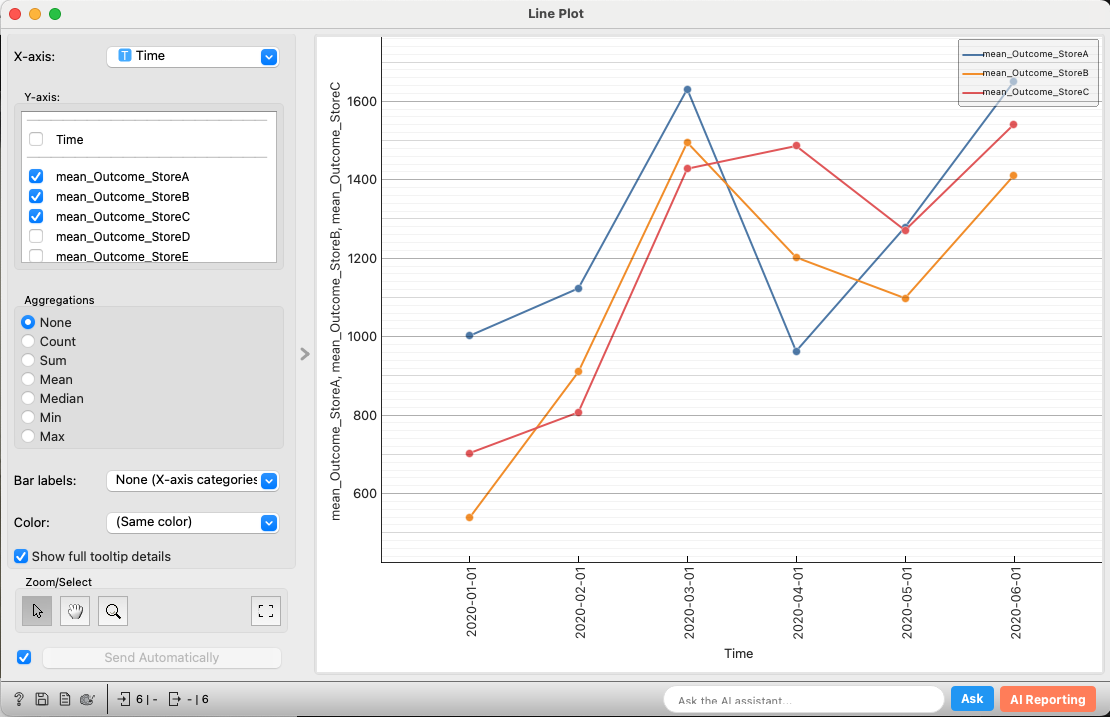 Line Plot
X-axis:
T Time
Y-axis:
Time
mean_Outcome_StoreA
mean_Outcome_StoreB
mean_Outcome_StoreC
mean_Outcome_StoreD
mean_Outcome_StoreE
Aggregations
None
Count
Sum
Mean
Median
Min
Max
Bar labels:
None (X-axis categories
Color:
(Same color)
Show full tooltip details
Zoom/Select
Send Automatically
mean_Outcome_StoreA, mean_Outcome_StoreB, mean_Outcome_StoreC
1600
1400
1200
1000
800
600
mean_Outcome_StoreA
mean_Outcome_StoreB
mean_Outcome_StoreC
2020-01-01
2020-02-01
2020-03-01
2020-04-01
2020-05-01
2020-06-01
Time
? 6 | - - | 6
Ask the AI assistant...
Ask
AI Reporting